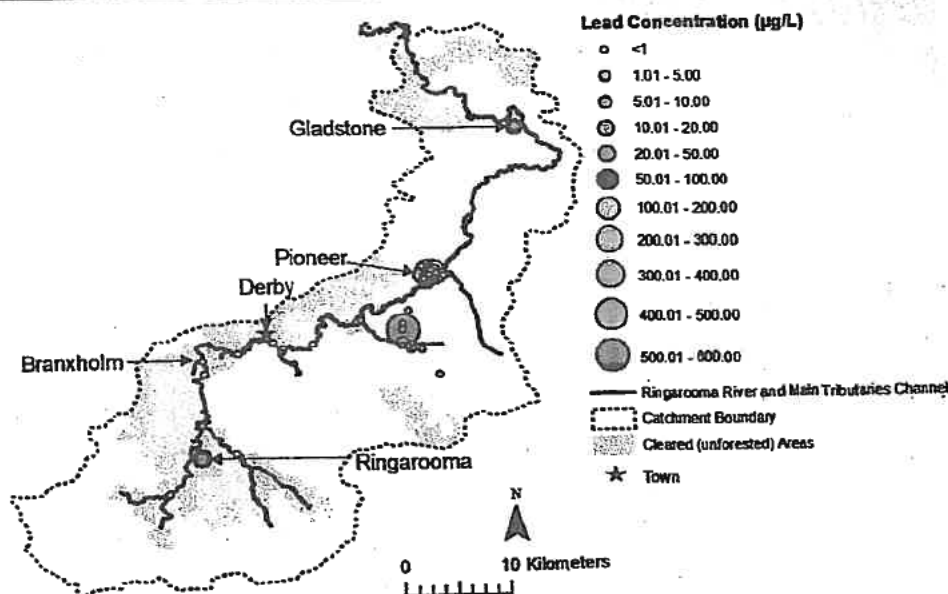 Lead Concentration (µg/L)
<1
1.01 - 5.00
5.01 - 10.00
10.01 - 20.00
20.01 - 50.00
50.01 - 100.00
100.01 - 200.00
200.01 - 300.00
300.01 - 400.00
400.01 - 500.00
500.01 - 600.00
Ringarooma River and Main Tributaries Channel
Catchment Boundary
Cleared (unforested) Areas
Town
Gladstone
Pioneer
Derby
8
Branxholm
Ringarooma
N
0 10 Kilometers